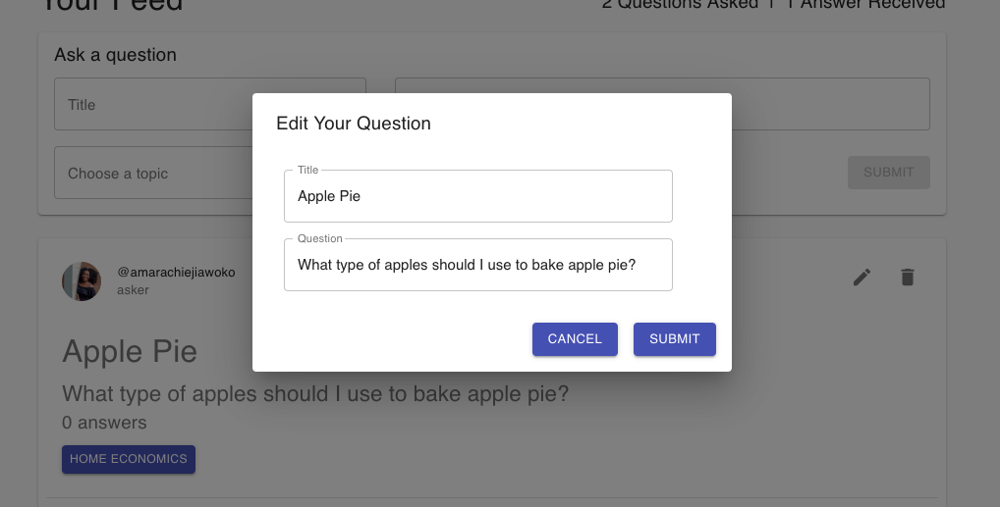 Your Feed
2 Questions Asked | 1 Answer Received
Ask a question
Title
Choose a topic
SUBMIT
Edit Your Question
Title
Apple Pie
Question
What type of apples should I use to bake apple pie?
CANCEL
SUBMIT
@amarachiejiawoko
asker
Apple Pie
What type of apples should I use to bake apple pie?
0 answers
HOME ECONOMICS